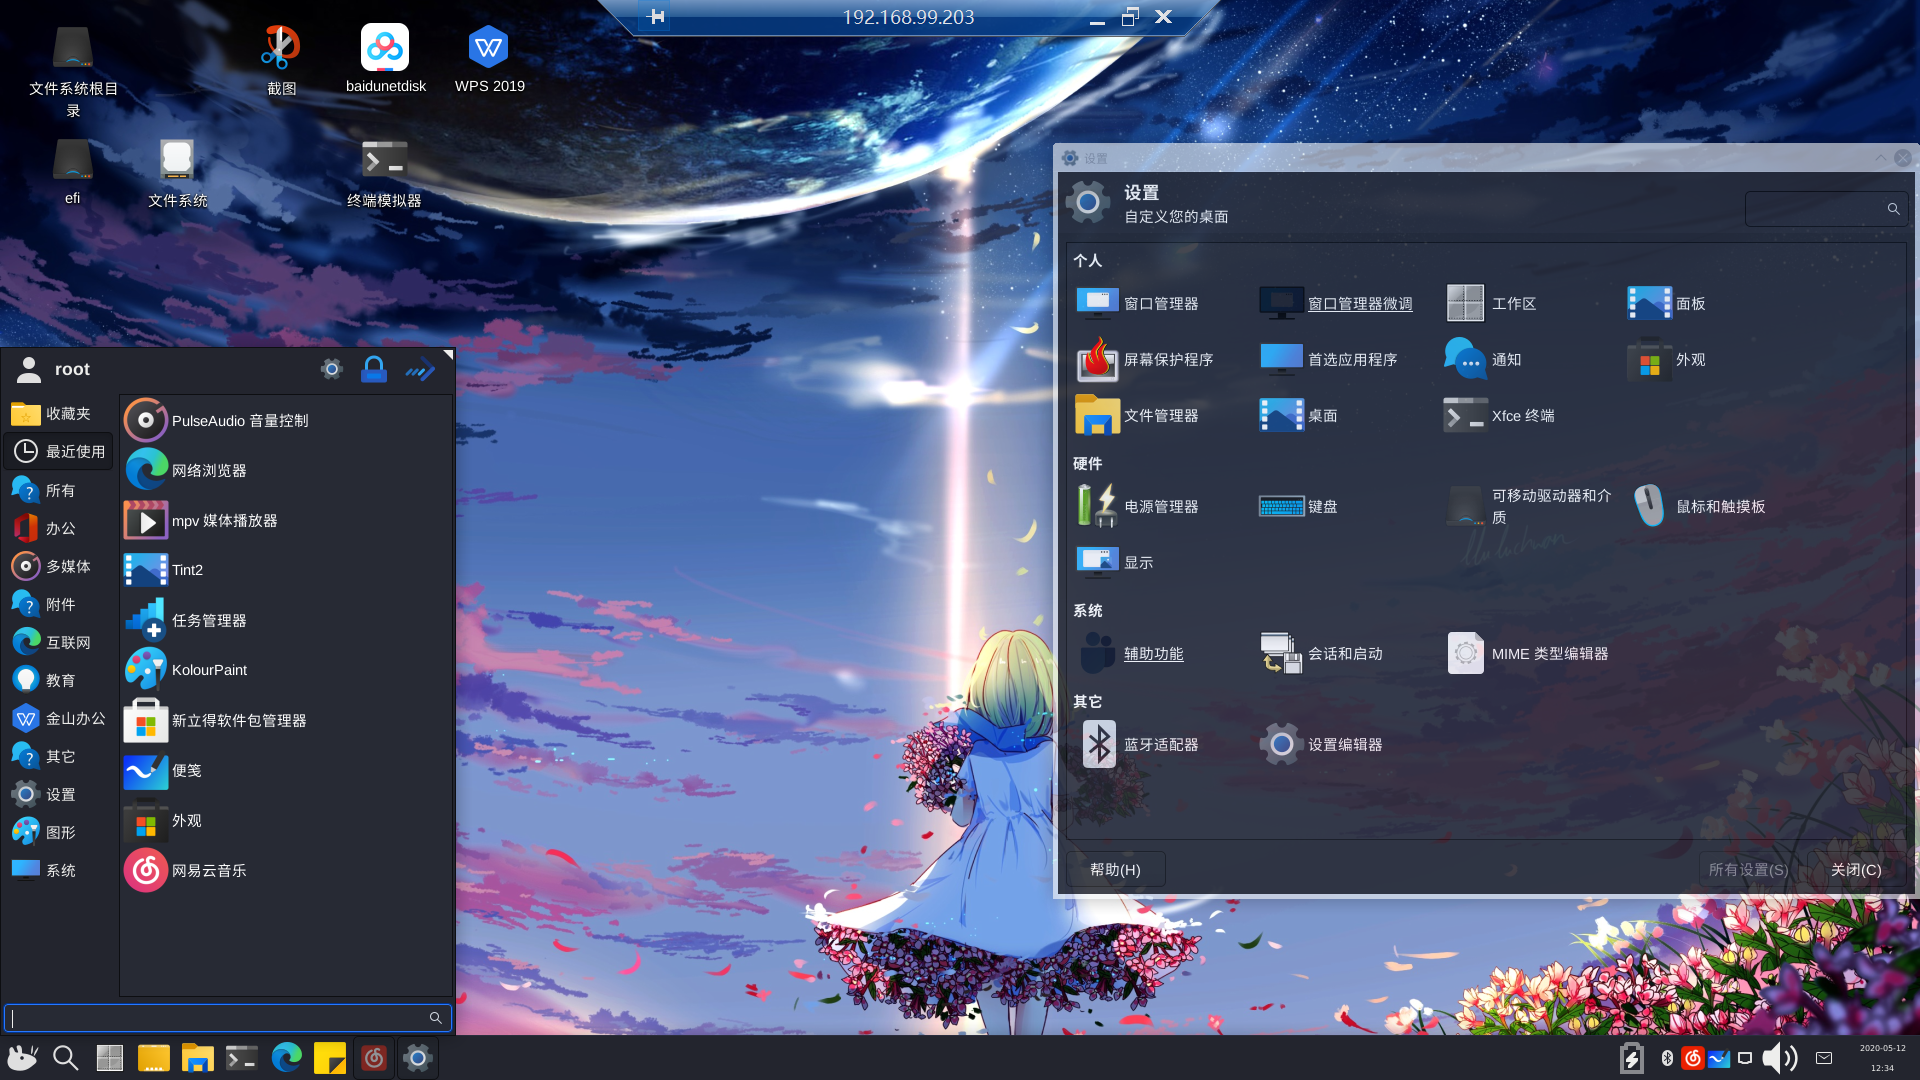 192.168.99.203
文件系统根目
录
截图
baidunetdisk
WPS 2019
efi
文件系统
终端模拟器
root
收藏夹
最近使用
所有
办公
多媒体
附件
互联网
教育
金山办公
其它
设置
图形
系统
PulseAudio 音量控制
网络浏览器
mpv 媒体播放器
Tint2
任务管理器
KolourPaint
新立得软件包管理器
便笺
外观
网易云音乐
设置
设置
自定义您的桌面
个人
窗口管理器
窗口管理器微调
工作区
面板
屏幕保护程序
首选应用程序
通知
外观
文件管理器
桌面
Xfce 终端
硬件
电源管理器
键盘
可移动驱动器和介
质
鼠标和触摸板
显示
系统
辅助功能
会话和启动
MIME 类型编辑器
其它
蓝牙适配器
设置编辑器
帮助(H)
所有设置(S)
关闭(C)
2020-05-12
12:34